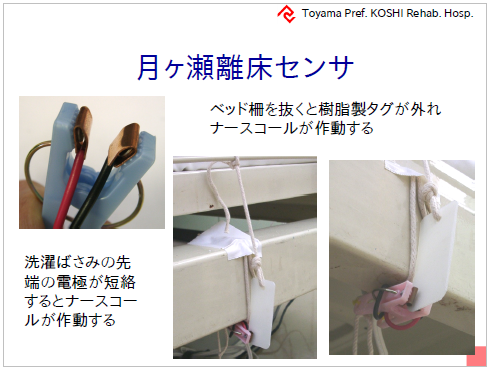 Toyama Pref. KOSHI Rehab. Hosp.
月ヶ瀬離床センサ
ベッド柵を抜くと樹脂製タグが外れ
ナースコールが作動する
洗濯ばさみの先
端の電極が短絡
するとナースコー
ルが作動する